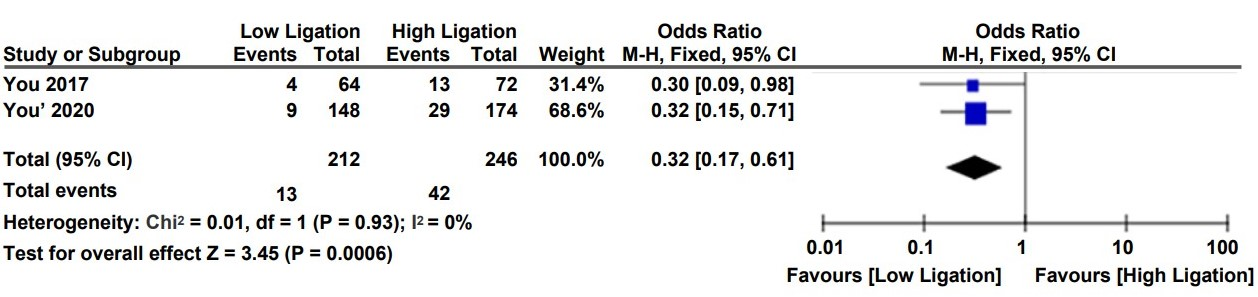 Low Ligation High Ligation Odds Ratio Odds Ratio
Study or Subgroup Events Total Events Total Weight M-H, Fixed, 95% CI M-H, Fixed, 95% CI
You 2017 4 64 13 72 31.4% 0.30 [0.09, 0.98]
You’ 2020 9 148 29 174 68.6% 0.32 [0.15, 0.71]
Total (95% CI) 212 246 100.0% 0.32 [0.17, 0.61]
Total events 13 42
Heterogeneity: Chi² = 0.01, df = 1 (P = 0.93); I² = 0%
Test for overall effect Z = 3.45 (P = 0.0006)
0.01 0.1 1 10 100
Favours [Low Ligation] Favours [High Ligation]